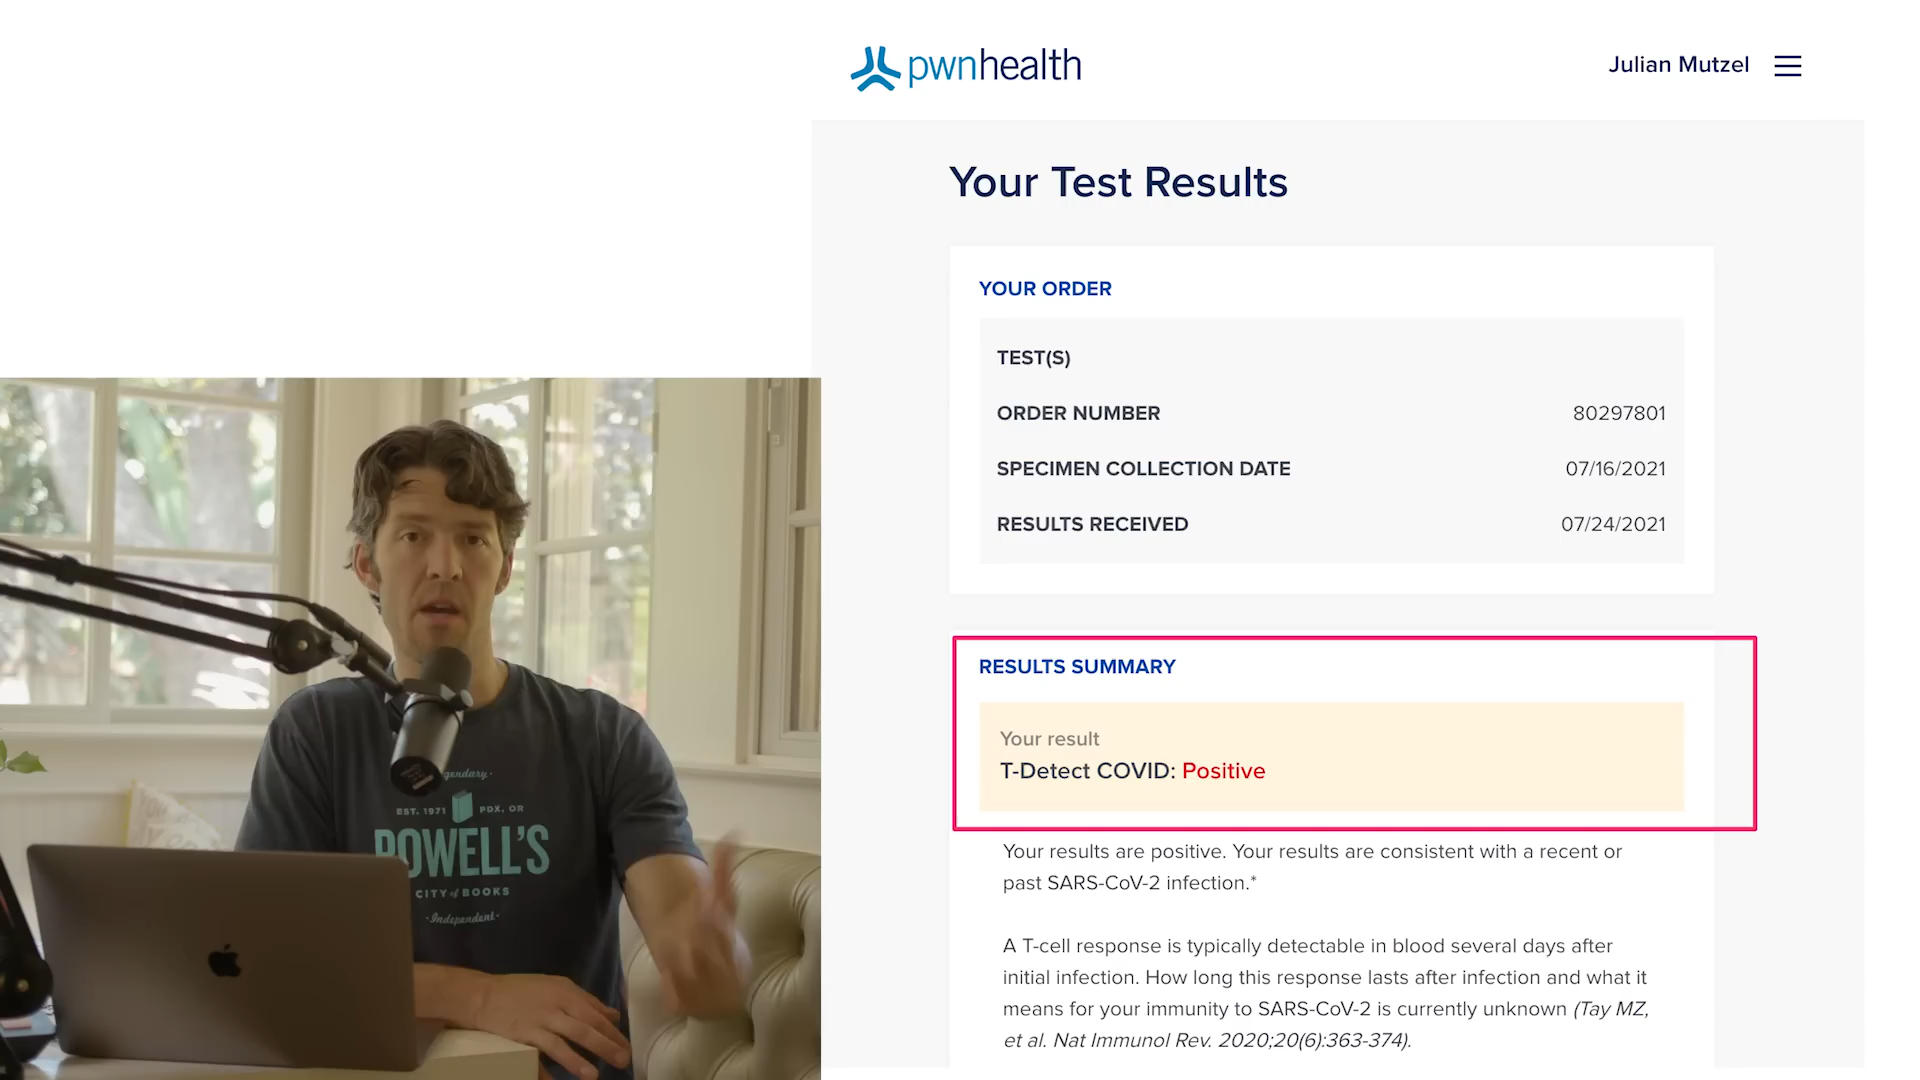 pwnhealth
Julian Mutzel
Your Test Results
YOUR ORDER
TEST(S)
ORDER NUMBER 80297801
SPECIMEN COLLECTION DATE 07/16/2021
RESULTS RECEIVED 07/24/2021
RESULTS SUMMARY
Your result
T-Detect COVID: Positive
Your results are positive. Your results are consistent with a recent or
past SARS-CoV-2 infection.*
A T-cell response is typically detectable in blood several days after
initial infection. How long this response lasts after infection and what it
means for your immunity to SARS-CoV-2 is currently unknown (Tay MZ,
et al. Nat Immunol Rev. 2020;20(6):363-374).
EST. 1971 PDX, OR
POWELL'S
CITY of BOOKS
·Independent·